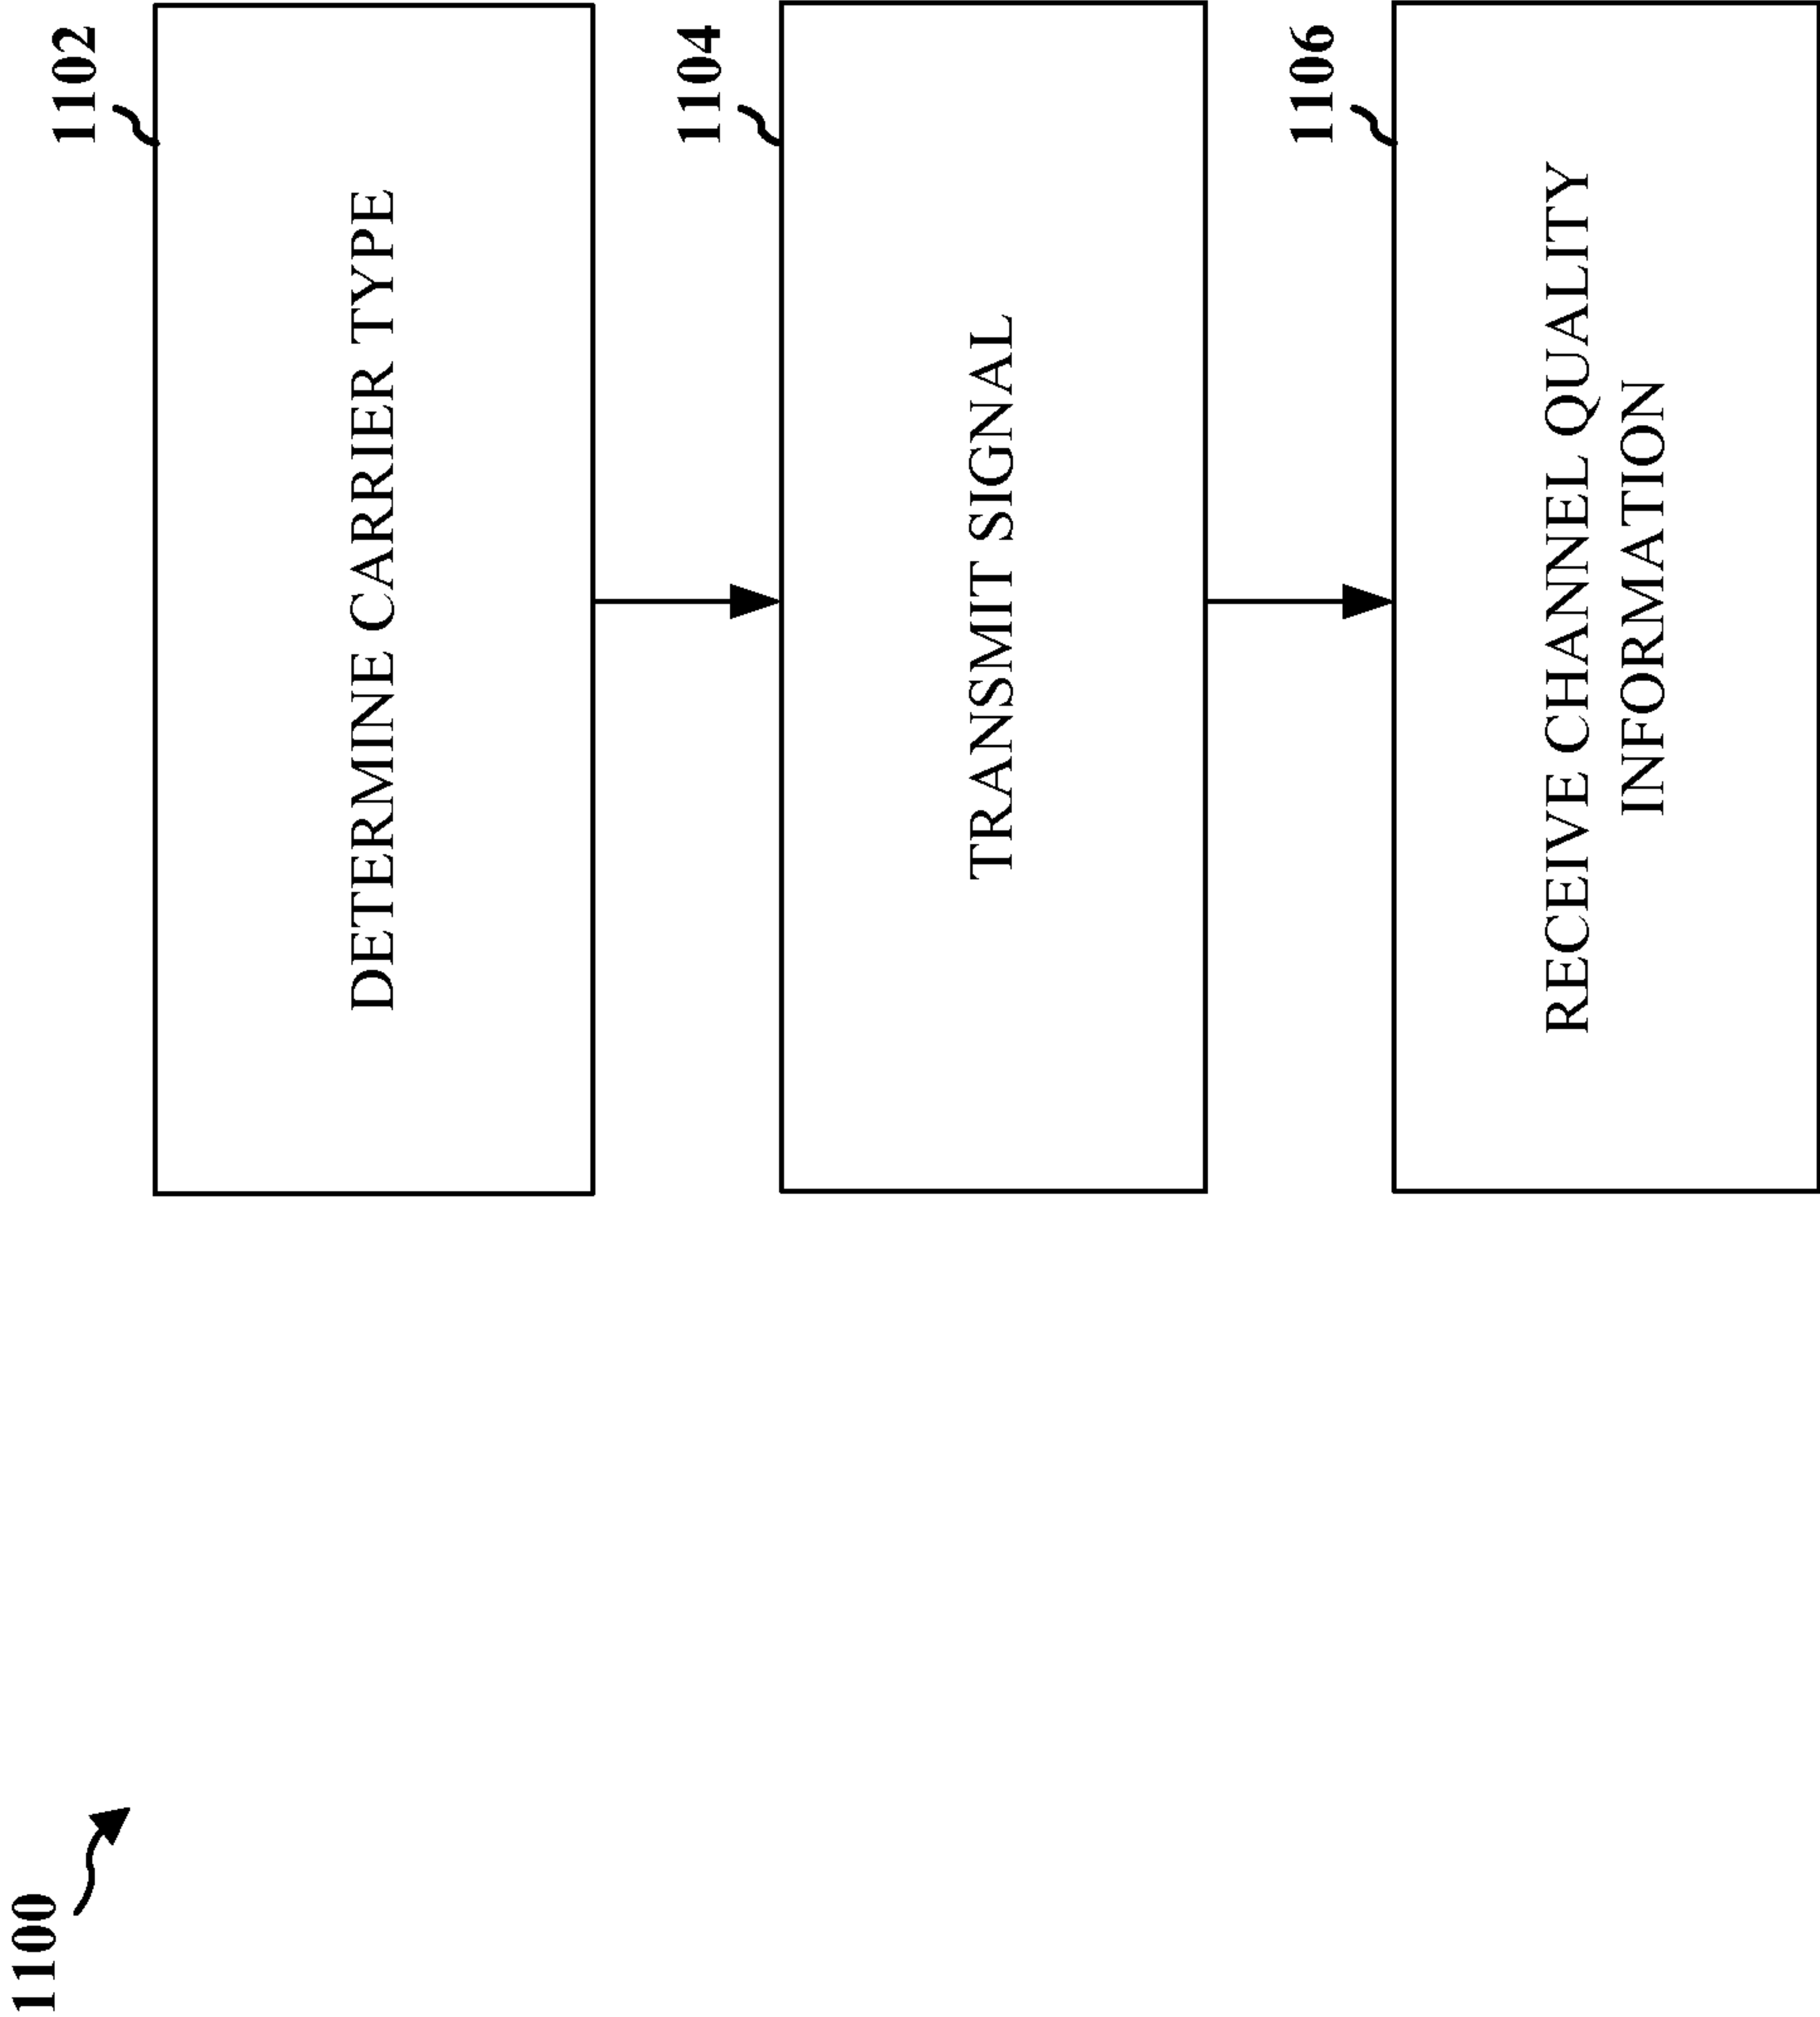 1100
1102
DETERMINE CARRIER TYPE
1104
TRANSMIT SIGNAL
1106
RECEIVE CHANNEL QUALITY
INFORMATION